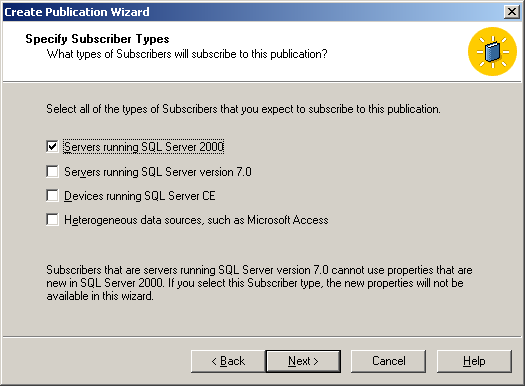 Create Publication Wizard
Specify Subscriber Types
What types of Subscribers will subscribe to this publication?
Select all of the types of Subscribers that you expect to subscribe to this publication.
Servers running SQL Server 2000
Servers running SQL Server version 7.0
Devices running SQL Server CE
Heterogeneous data sources, such as Microsoft Access
Subscribers that are servers running SQL Server version 7.0 cannot use properties that are
new in SQL Server 2000. If you select this Subscriber type, the new properties will not be
available in this wizard.
< Back Next > Cancel Help